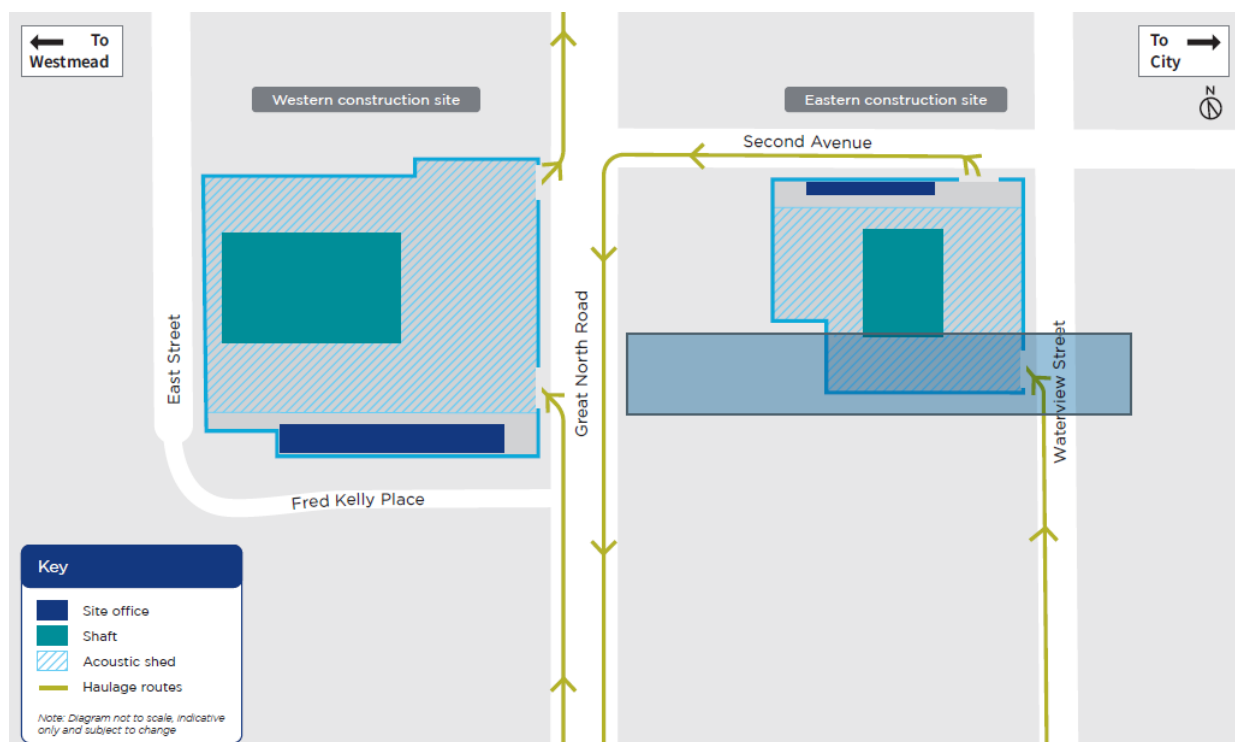 To
Westmead
To
City
N
Western construction site
Eastern construction site
Second Avenue
East Street
Great North Road
Waterview Street
Fred Kelly Place
Key
Site office
Shaft
Acoustic shed
Haulage routes
Note: Diagram not to scale, indicative
only and subject to change